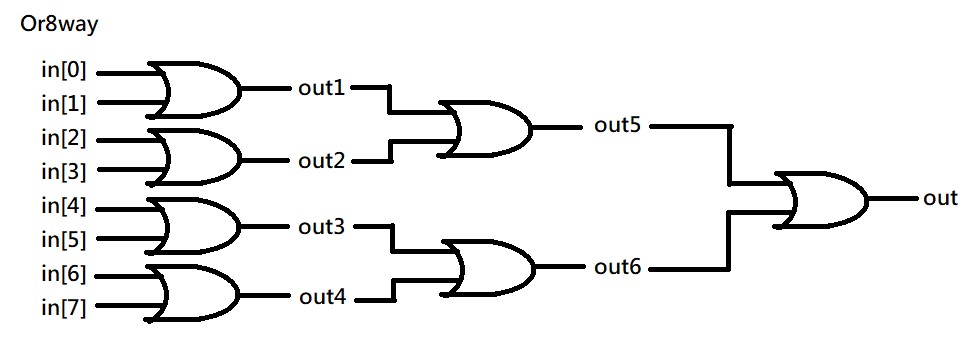 Or8way
in[0]
in[1]
in[2]
in[3]
in[4]
in[5]
in[6]
in[7]
out1
out2
out3
out4
out5
out6
out